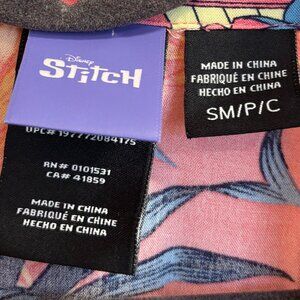 Disney
Stitch
UPC# 197772084175
RN# 0101531
CA# 41859
MADE IN CHINA
FABRIQUÉ EN CHINE
HECHO EN CHINA
MADE IN CHINA
FABRIQUÉ EN CHINE
HECHO EN CHINA
SM/P/C